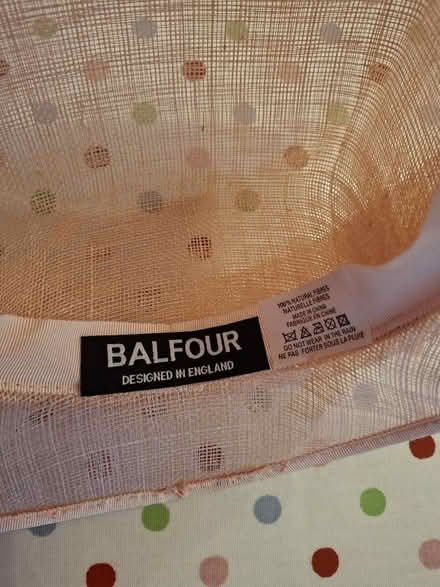 BALFOUR
DESIGNED IN ENGLAND
100% NATURAL FIBRES
NATURELLE FIBRES
MADE IN CHINA
FABRIQUE EN CHINE
DO NOT WEAR IN THE RAIN
NE PAS PORTER SOUS LA PLUIE